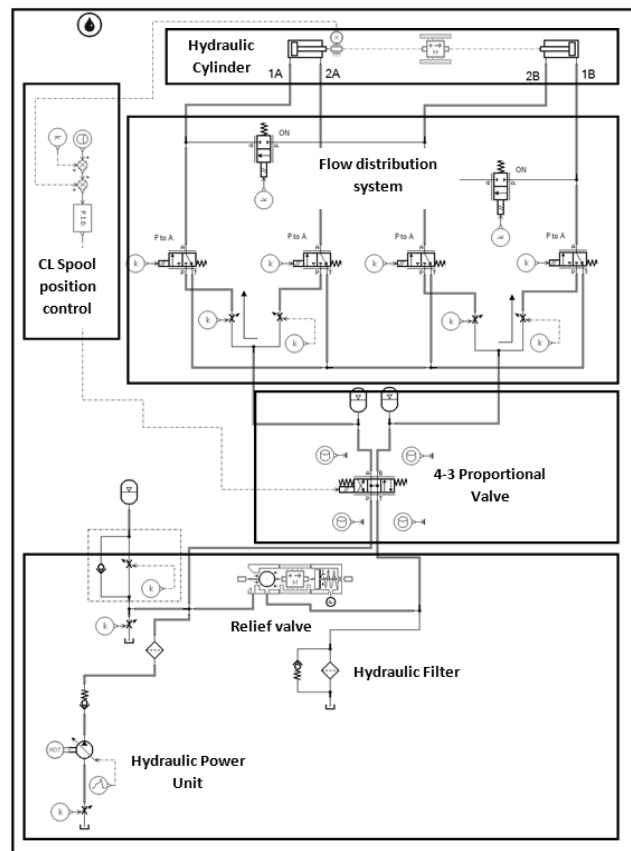 Hydraulic
Cylinder
M
1A
2A
2B
1B
ON
A
P
Flow distribution
system
ON
A
P
k
k
P.I.D.
CL Spool
position
control
P to A
P to A
P to A
P to A
A
A
A
A
k
k
k
k
P T
P T
P T
P T
k
k
k
k
4-3 Proportional
Valve
A B
P T
k
k
M
Relief valve
Hydraulic Filter
MOT
Hydraulic Power
Unit
k